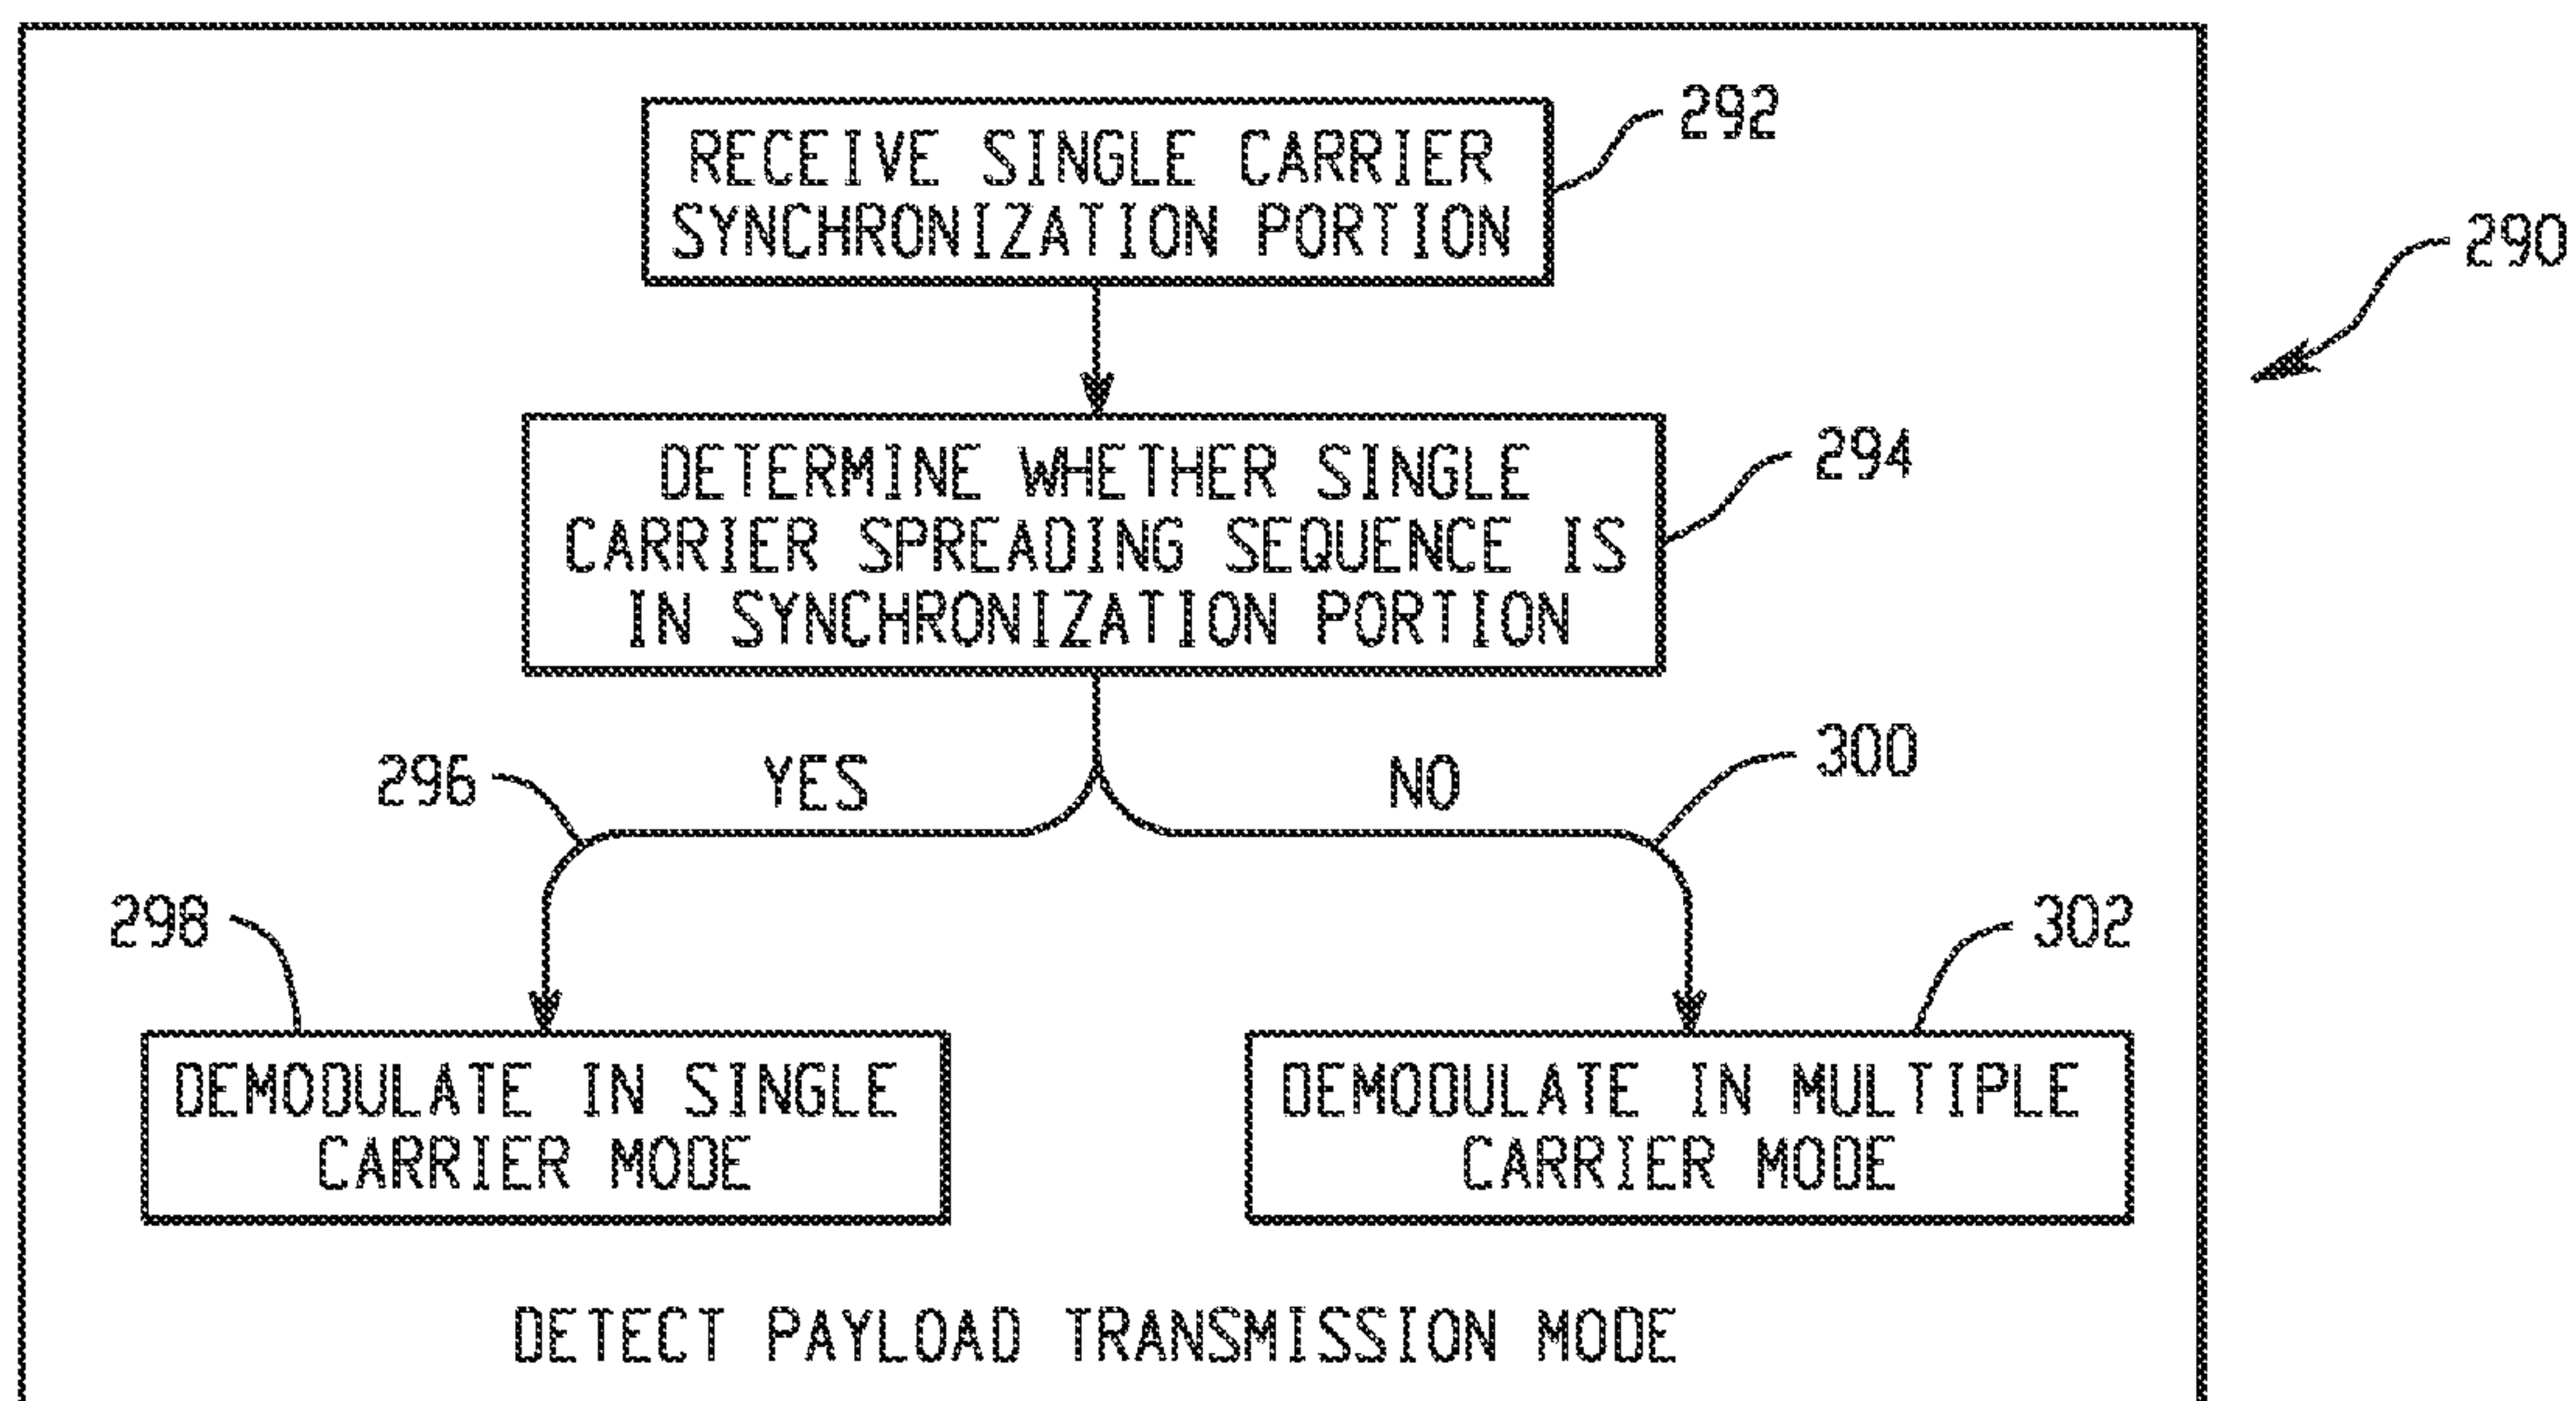 RECEIVE SINGLE CARRIER
SYNCHRONIZATION PORTION
292
290
DETERMINE WHETHER SINGLE
CARRIER SPREADING SEQUENCE IS
IN SYNCHRONIZATION PORTION
294
296
YES
NO
300
298
302
DEMODULATE IN SINGLE
CARRIER MODE
DEMODULATE IN MULTIPLE
CARRIER MODE
DETECT PAYLOAD TRANSMISSION MODE